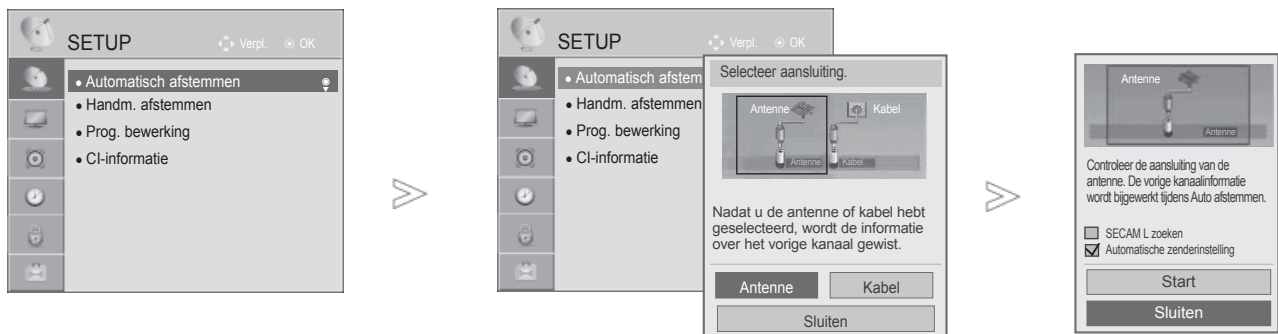 SETUP
Verpl. OK
• Automatisch afstemmen
• Handm. afstemmen
• Prog. bewerking
• CI-informatie
SETUP
Verpl. OK
• Automatisch afstem
• Handm. afstemmen
• Prog. bewerking
• CI-informatie
Selecteer aansluiting.
Antenne Kabel
Antenne Kabel
Nadat u de antenne of kabel hebt
geselecteerd, wordt de informatie
over het vorige kanaal gewist.
Antenne Kabel
Sluiten
Antenne
Antenne
Controleer de aansluiting van de
antenne. De vorige kanaalinformatie
wordt bijgewerkt tijdens Auto afstemmen.
SECAM L zoeken
Automatische zenderinstelling
Start
Sluiten